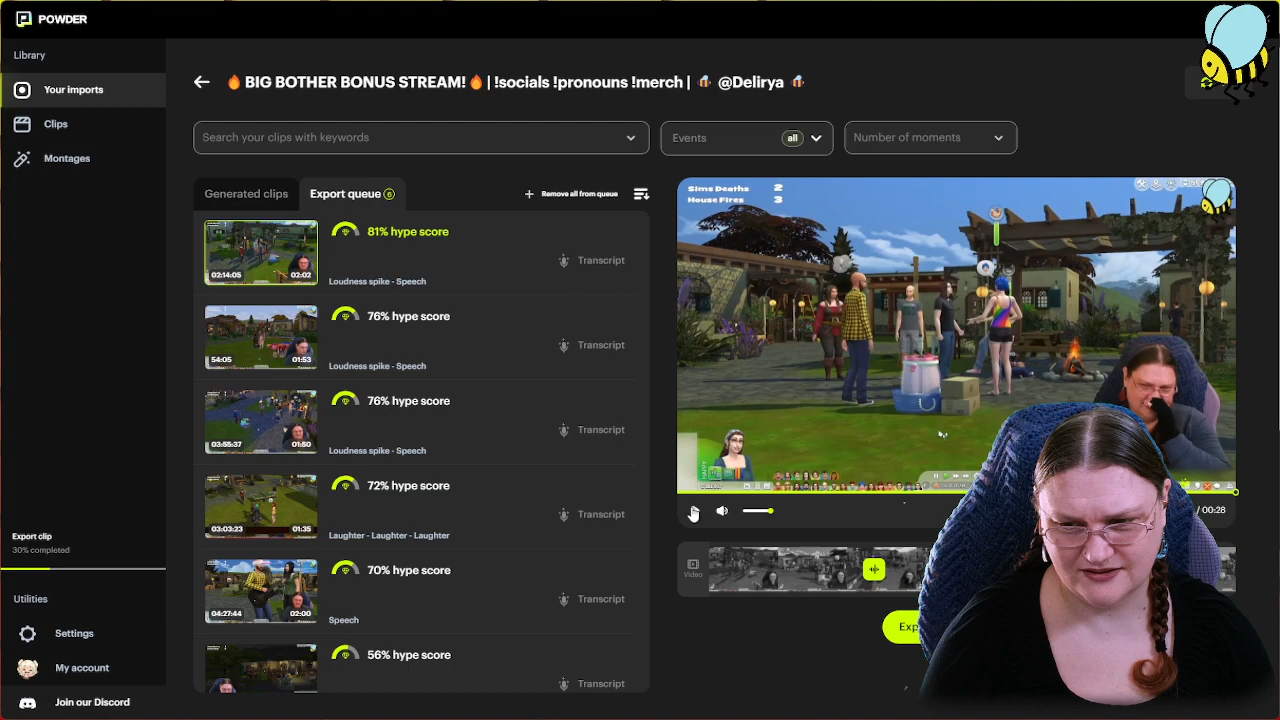 POWDER
Library
Your imports
Clips
Montages
Export clip
30% completed
Utilities
Settings
My account
Join our Discord
🔥 BIG BOTHER BONUS STREAM! 🔥 | !socials !pronouns !merch | 🐝 @Delirya 🐝
Search your clips with keywords
Events
all
Number of moments
Generated clips
Export queue 6
Remove all from queue
81% hype score
Transcript
02:14:05
02:02
Loudness spike - Speech
76% hype score
Transcript
54:05
01:53
Loudness spike - Speech
76% hype score
Transcript
03:55:37
01:50
Loudness spike - Speech
72% hype score
Transcript
03:03:23
01:35
Laughter - Laughter - Laughter
70% hype score
Transcript
04:27:44
02:00
Speech
56% hype score
Transcript
Sims Deaths 2
House Fires 3
HAPPY
/ 00:28
Video
Exp